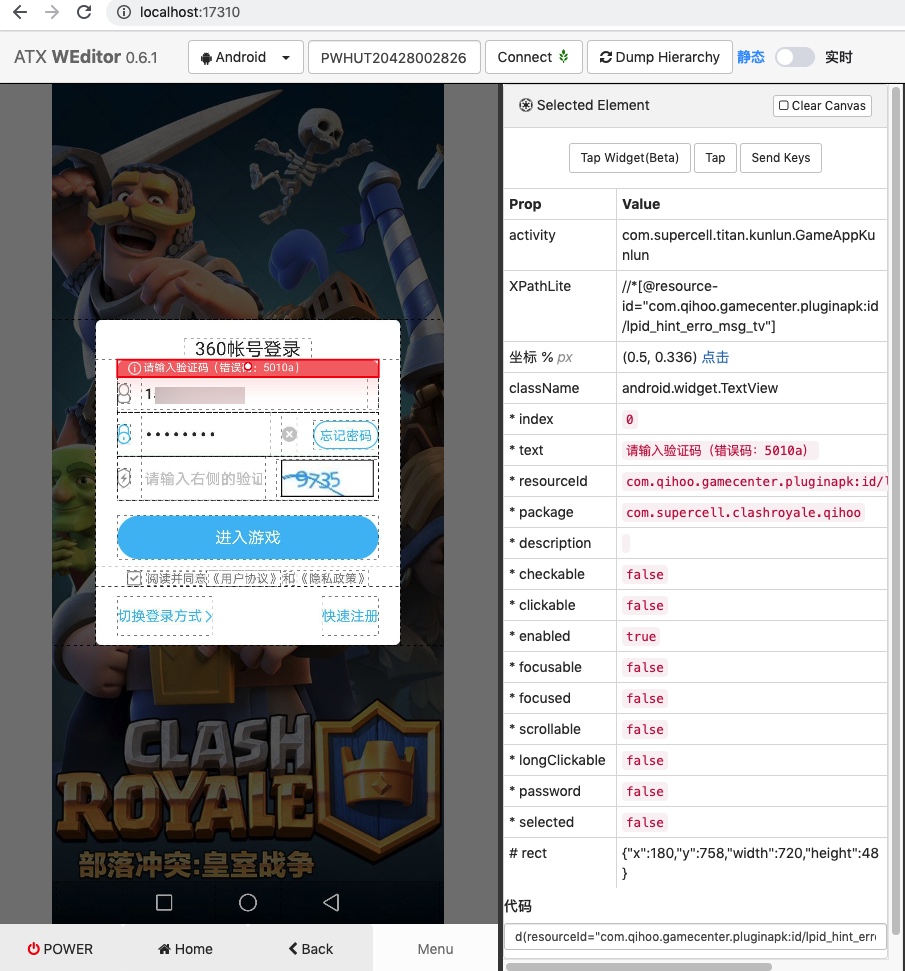 localhost:17310
ATX WEditor 0.6.1
Android
PWHUT20428002826
Connect
Dump Hierarchy
静态
实时
360帐号登录
请输入验证码（错误码：5010a）
1
••••••••
忘记密码
请输入右侧的验证
9735
进入游戏
阅读并同意《用户协议》和《隐私政策》
切换登录方式
快速注册
CLASH
ROYALE
部落冲突:皇室战争
POWER
Home
Back
Menu
Selected Element
Clear Canvas
Tap Widget(Beta)
Tap
Send Keys
Prop Value
activity com.supercell.titan.kunlun.GameAppKu
nlun
XPathLite //*[@resource-
id="com.qihoo.gamecenter.pluginapk:id
/lpid_hint_erro_msg_tv"]
坐标 % px (0.5, 0.336) 点击
className android.widget.TextView
* index 0
* text 请输入验证码（错误码：5010a）
* resourceId com.qihoo.gamecenter.pluginapk:id/l
* package com.supercell.clashroyale.qihoo
* description
* checkable false
* clickable false
* enabled true
* focusable false
* focused false
* scrollable false
* longClickable false
* password false
* selected false
# rect {"x":180,"y":758,"width":720,"height":48
}
代码
d(resourceId="com.qihoo.gamecenter.pluginapk:id/lpid_hint_erro